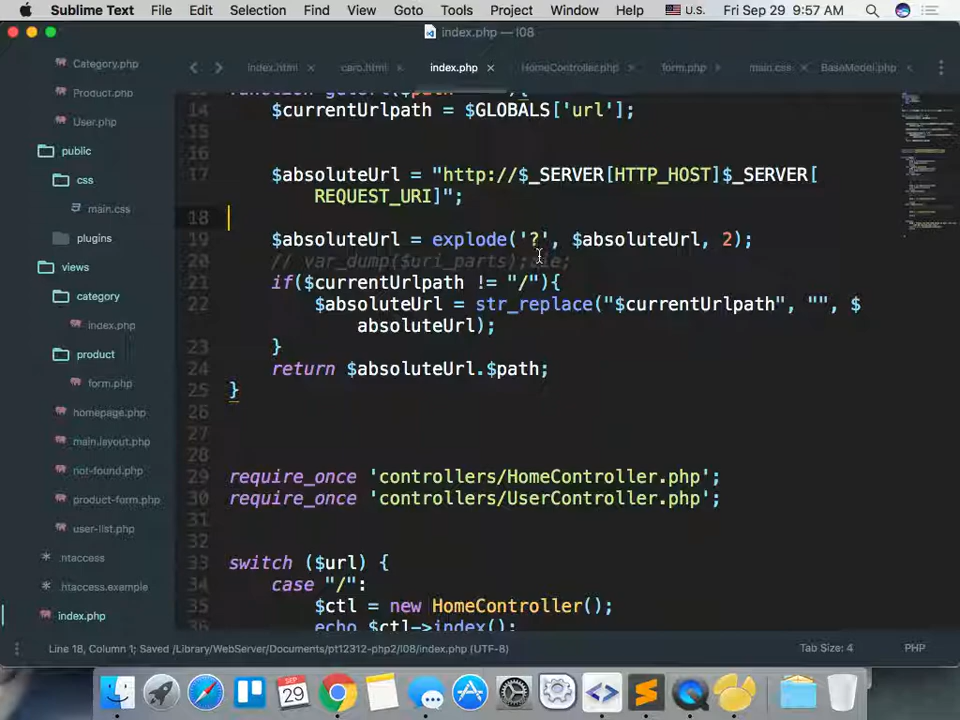 Sublime Text File Edit Selection Find View Goto Tools Project Window Help U.S. Fri Sep 29 9:57 AM
index.php — l08
index.html caro.html index.php HomeController.php form.php main.css BaseModel.php
Category.php
Product.php
User.php
public
css
main.css
plugins
views
category
index.php
product
form.php
homepage.php
main.layout.php
not-found.php
product-form.php
user-list.php
.htaccess
.htaccess.example
index.php
14 $currentUrlpath = $GLOBALS['url'];
15
16
17 $absoluteUrl = "http://$_SERVER[HTTP_HOST]$_SERVER[
REQUEST_URI]";
18
19 $absoluteUrl = explode('?', $absoluteUrl, 2);
20 // var_dump($uri_parts);die;
21 if($currentUrlpath != "/"){
22 $absoluteUrl = str_replace("$currentUrlpath", "", $
absoluteUrl);
23 }
24 return $absoluteUrl.$path;
25 }
26
27
28
29 require_once 'controllers/HomeController.php';
30 require_once 'controllers/UserController.php';
31
32
33 switch ($url) {
34 case "/":
35 $ctl = new HomeController();
36 echo $ctl->index();
Line 18, Column 1; Saved /Library/WebServer/Documents/pt12312-php2/l08/index.php (UTF-8) Tab Size: 4 PHP
SEP
29